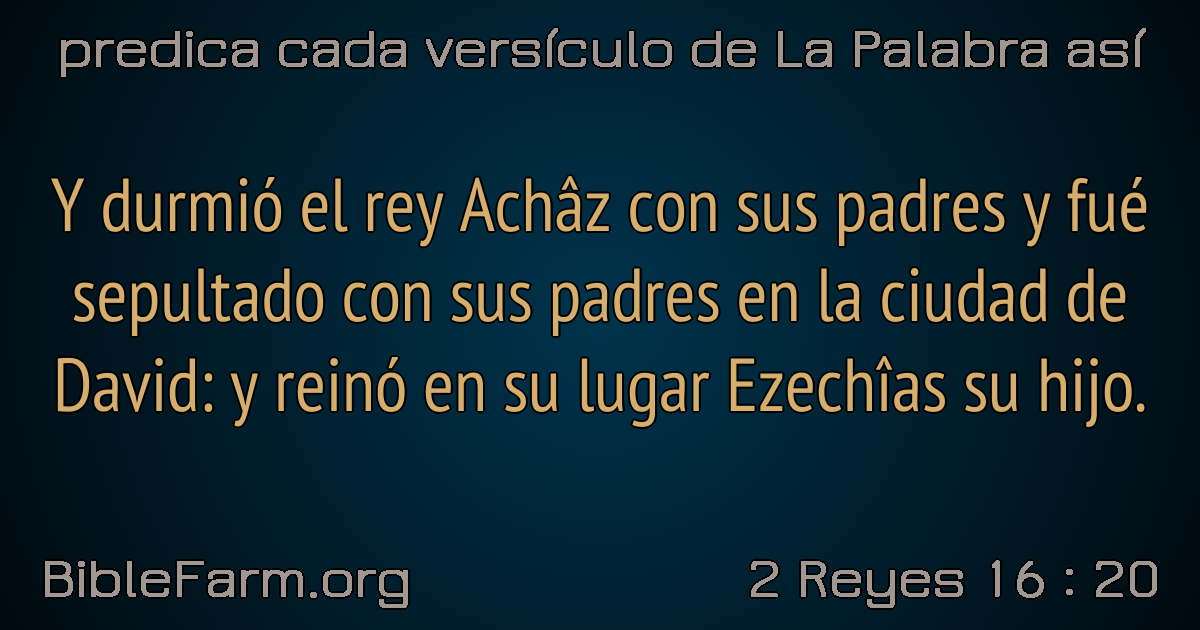 predica cada versículo de La Palabra así
Y durmió el rey Achâz con sus padres y fué
sepultado con sus padres en la ciudad de
David: y reinó en su lugar Ezechîas su hijo.
BibleFarm.org
2 Reyes 16 : 20